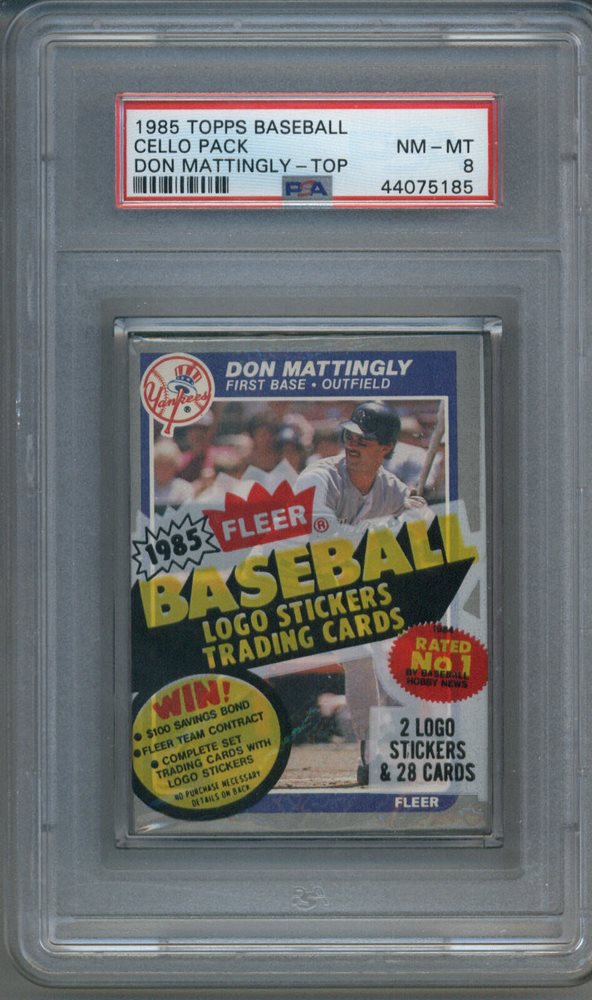 1985 TOPPS BASEBALL
CELLO PACK NM – MT
DON MATTINGLY – TOP 8
PSA 44075185
DON MATTINGLY
FIRST BASE • OUTFIELD
Yankees ®
1985 FLEER ®
BASEBALL
LOGO STICKERS
TRADING CARDS
1984
RATED
No. 1
BY BASEBALL
HOBBY NEWS
WIN!
• $100 SAVINGS BOND
• FLEER TEAM CONTRACT
• COMPLETE SET
TRADING CARDS WITH
LOGO STICKERS
NO PURCHASE NECESSARY
DETAILS ON BACK
2 LOGO
STICKERS
& 28 CARDS
FLEER
PSA